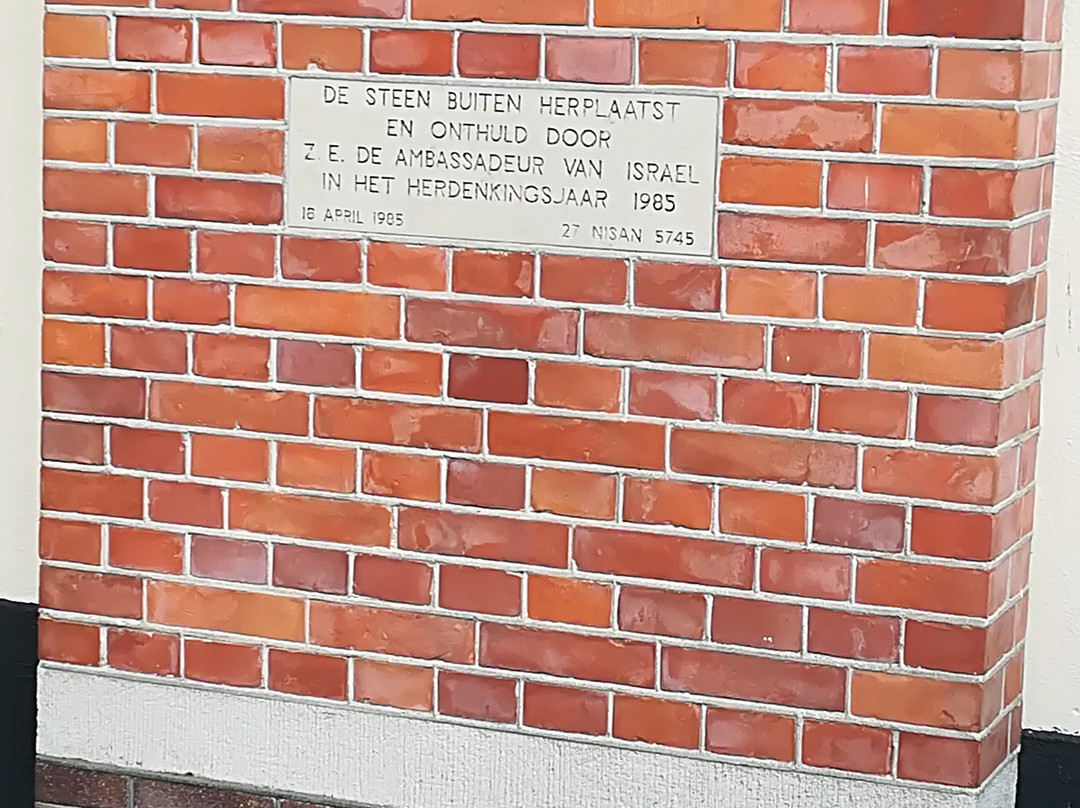 DE STEEN BUITEN HERPLAATST
EN ONTHULD DOOR
Z. E. DE AMBASSADEUR VAN ISRAEL
IN HET HERDENKINGSJAAR 1985
18 APRIL 1985
27 NISAN 5745